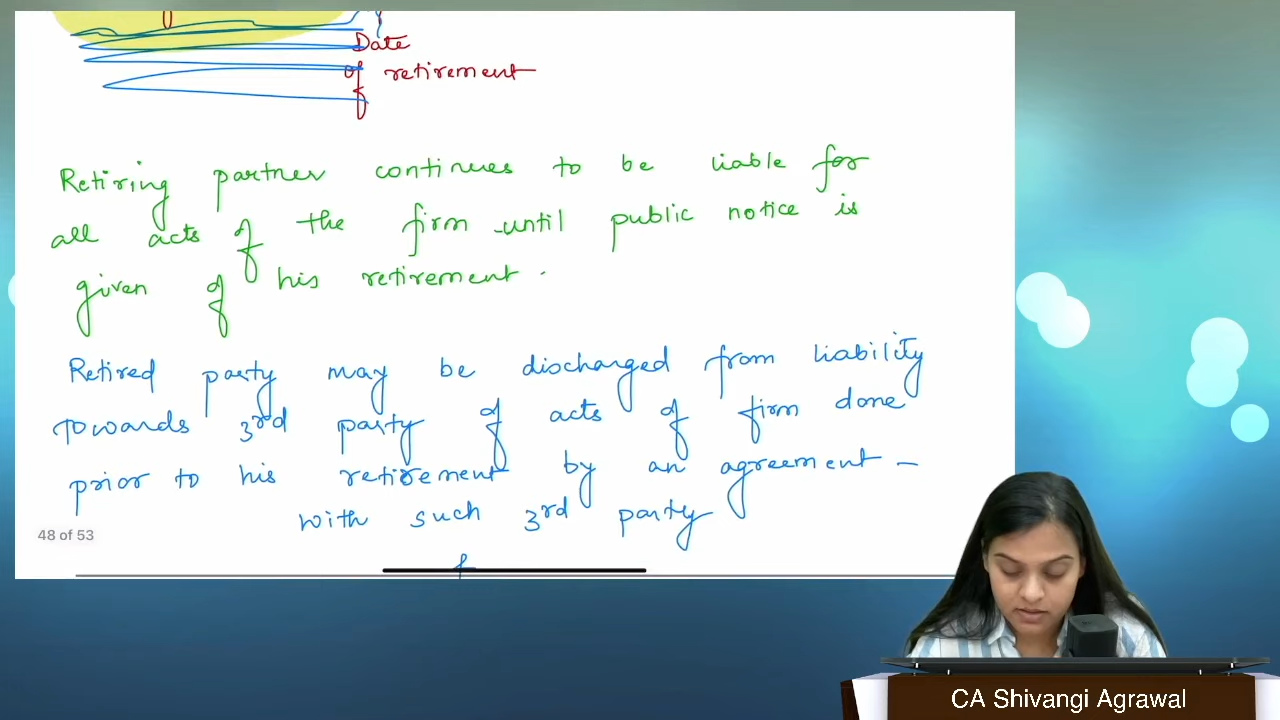 Date
of retirement
Retiring partner continues to be liable for
all acts of the firm until public notice is
given of his retirement.
Retired party may be discharged from liability
towards 3rd party of acts of firm done
prior to his retirement by an agreement -
with such 3rd party
48 of 53
CA Shivangi Agrawal